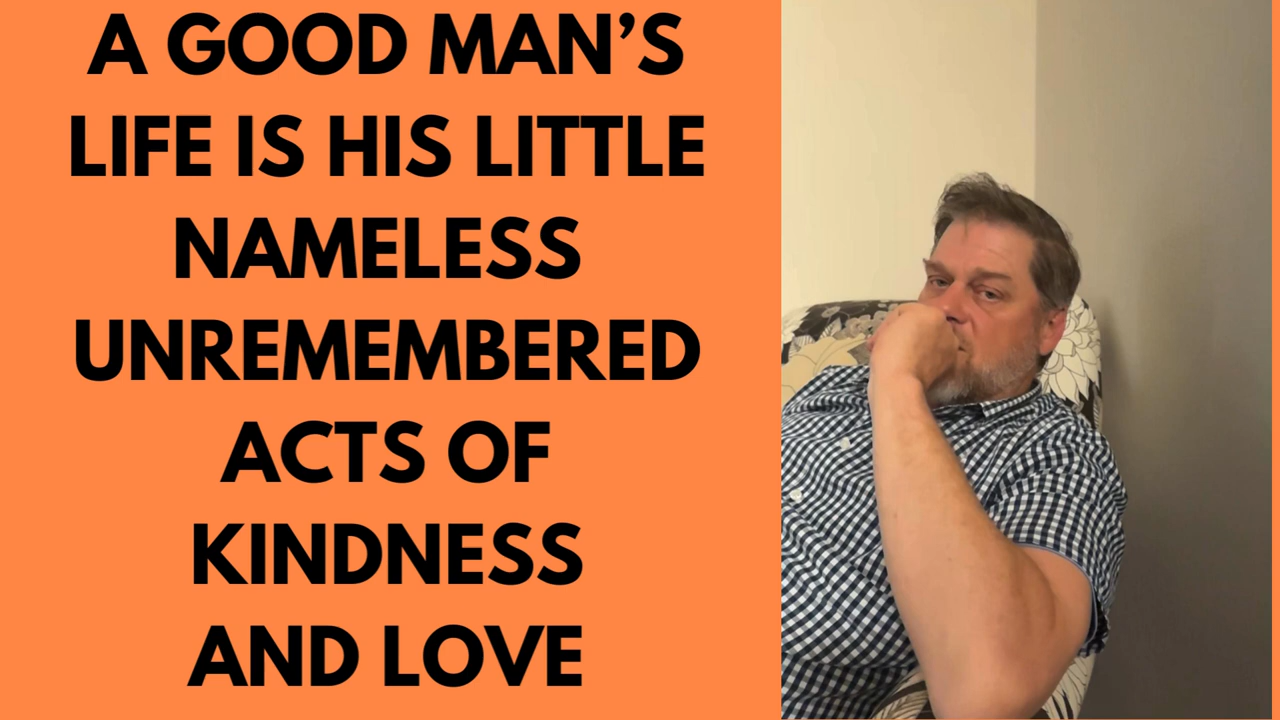 A GOOD MAN’S
LIFE IS HIS LITTLE
NAMELESS
UNREMEMBERED
ACTS OF
KINDNESS
AND LOVE